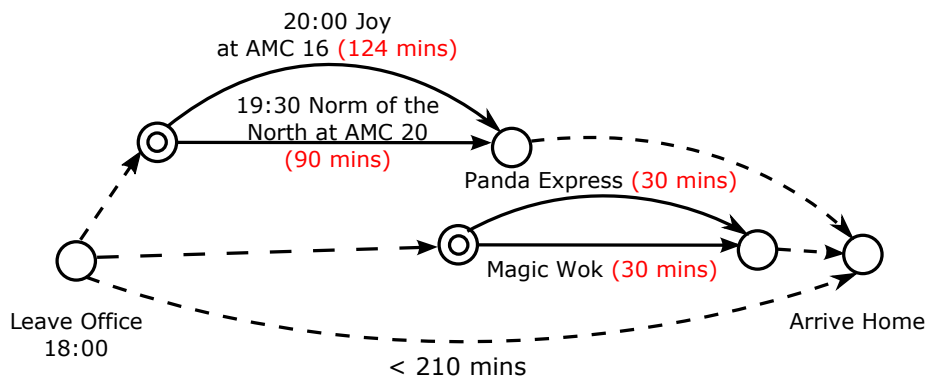 20:00 Joy
at AMC 16 (124 mins)
19:30 Norm of the
North at AMC 20
(90 mins)
Panda Express (30 mins)
Magic Wok (30 mins)
Leave Office
18:00
Arrive Home
< 210 mins